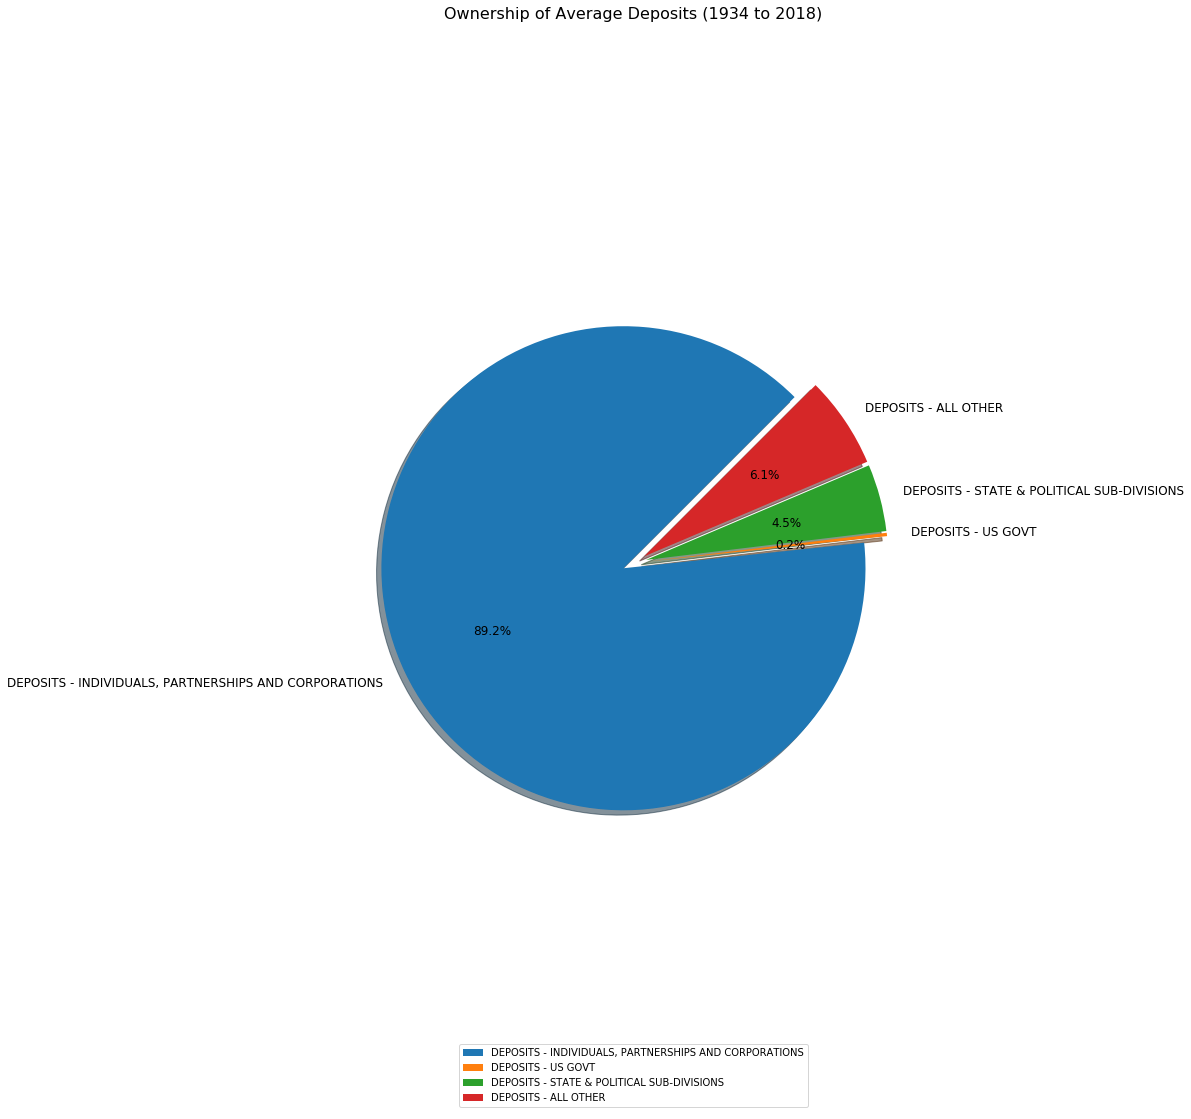 Ownership of Average Deposits (1934 to 2018)
DEPOSITS - ALL OTHER
6.1%
DEPOSITS - STATE & POLITICAL SUB-DIVISIONS
4.5%
DEPOSITS - US GOVT
0.2%
89.2%
DEPOSITS - INDIVIDUALS, PARTNERSHIPS AND CORPORATIONS
DEPOSITS - INDIVIDUALS, PARTNERSHIPS AND CORPORATIONS
DEPOSITS - US GOVT
DEPOSITS - STATE & POLITICAL SUB-DIVISIONS
DEPOSITS - ALL OTHER